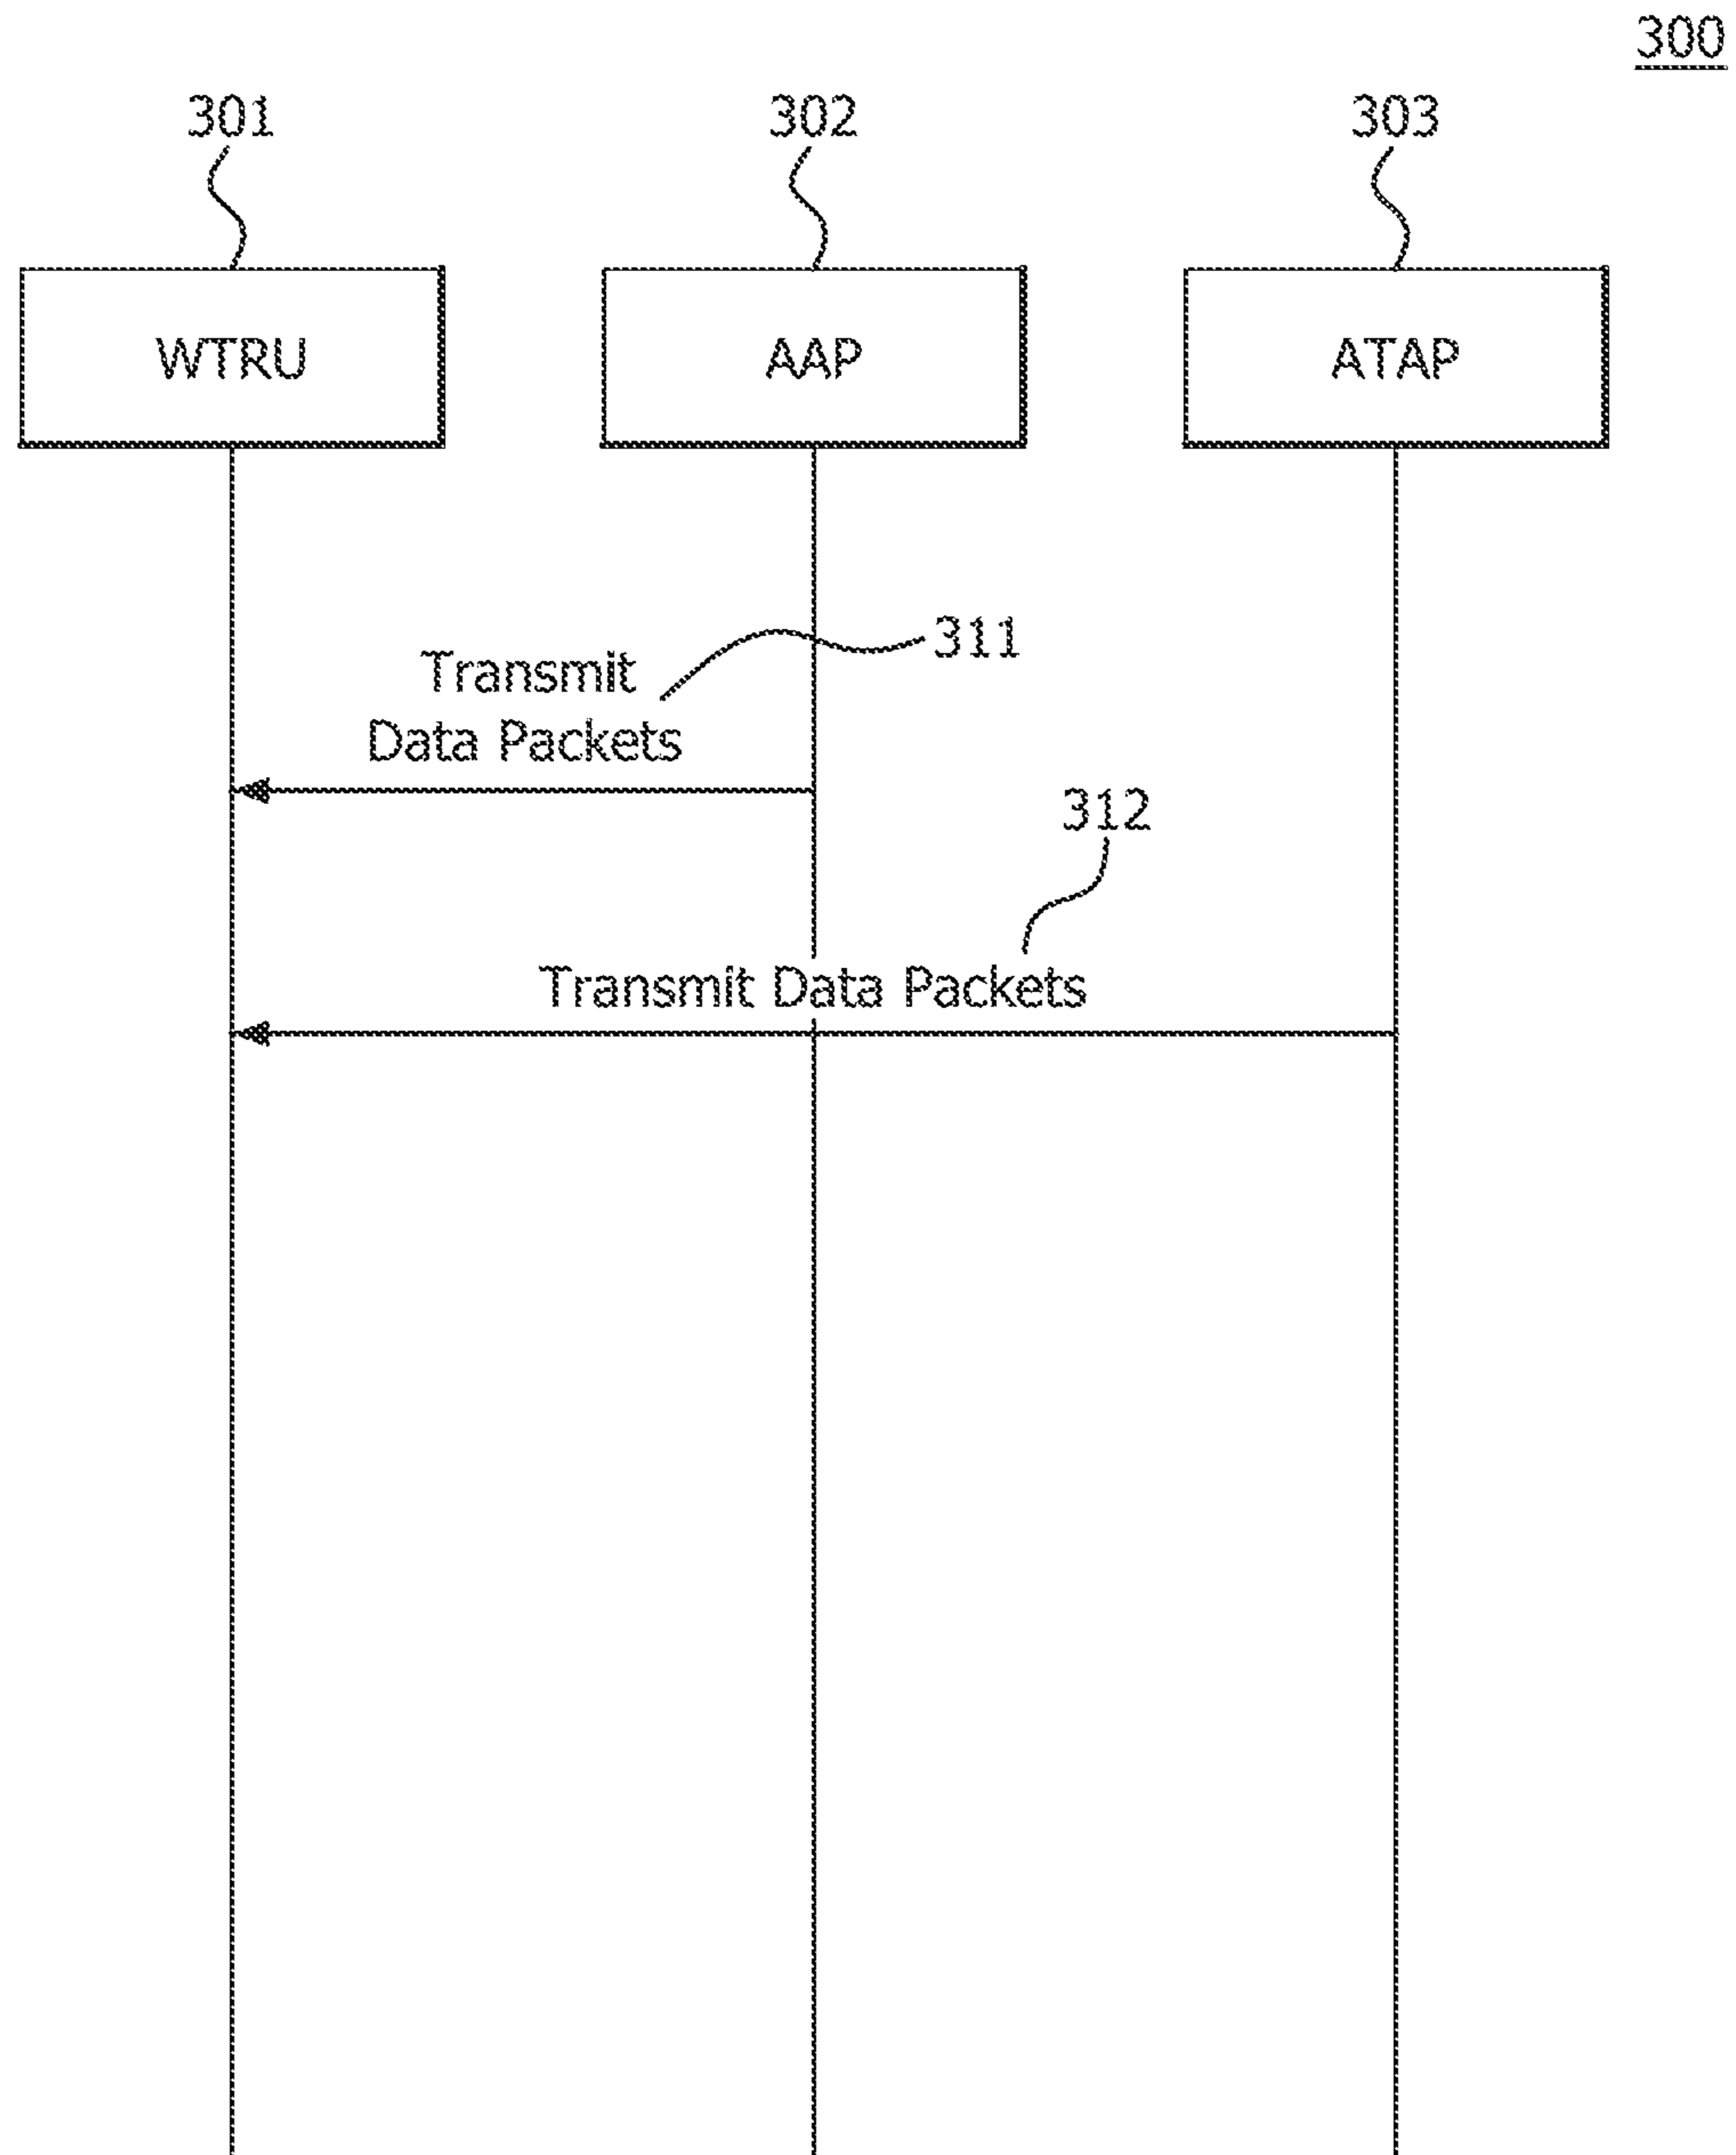 300
301
302
303
WTRU
AAP
ATAP
311
Transmit
Data Packets
312
Transmit Data Packets